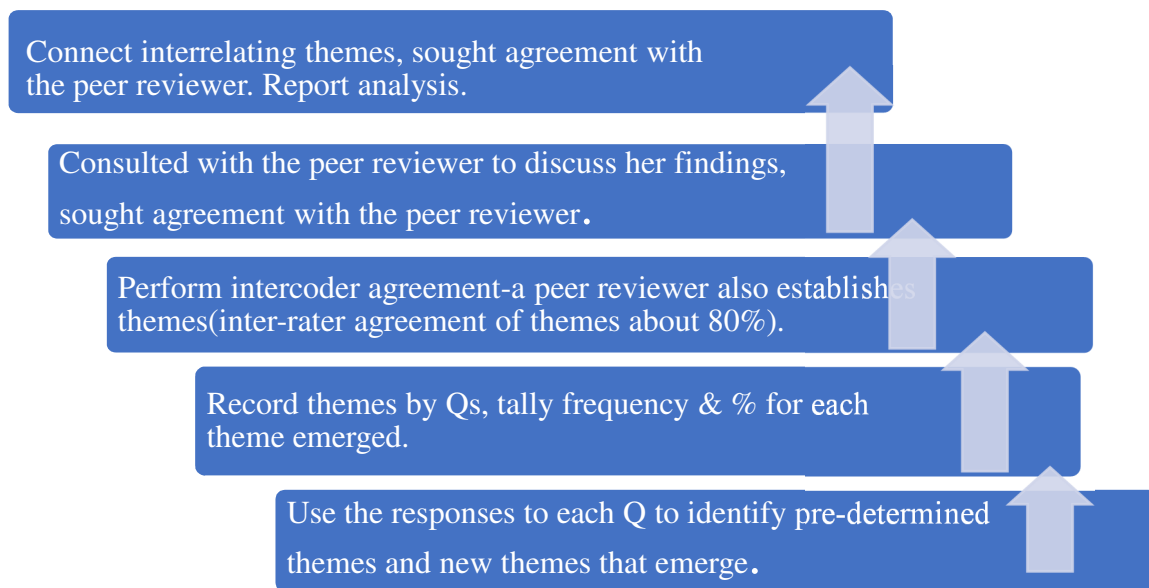 Connect interrelating themes, sought agreement with
the peer reviewer. Report analysis.
Consulted with the peer reviewer to discuss her findings,
sought agreement with the peer reviewer.
Perform intercoder agreement-a peer reviewer also establishes
themes(inter-rater agreement of themes about 80%).
Record themes by Qs, tally frequency & % for each
theme emerged.
Use the responses to each Q to identify pre-determined
themes and new themes that emerge.